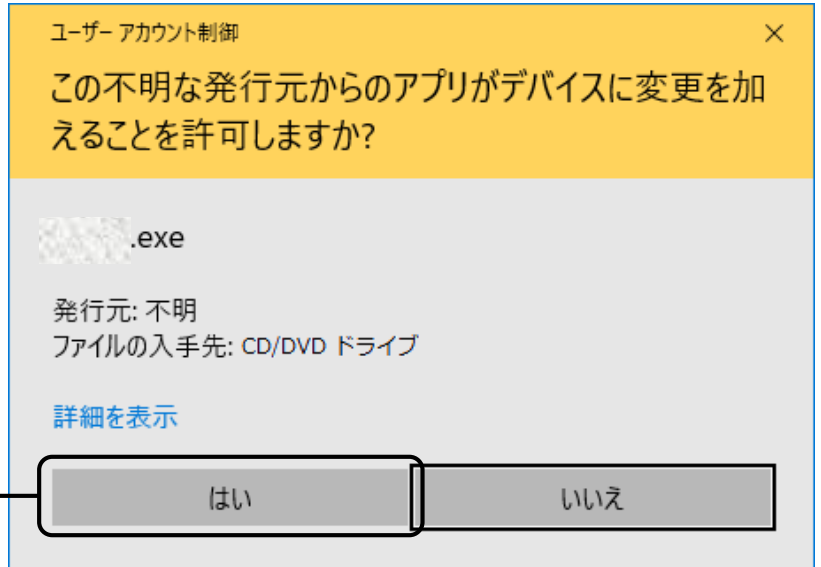 ユーザー アカウント制御
この不明な発行元からのアプリがデバイスに変更を加
えることを許可しますか?
.exe
発行元: 不明
ファイルの入手先: CD/DVD ドライブ
詳細を表示
はい
いいえ